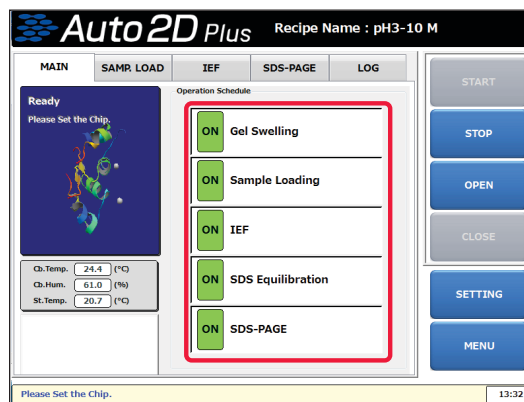 Auto2D Plus Recipe Name : pH3-10 M
MAIN SAMP. LOAD IEF SDS-PAGE LOG
Ready
Please Set the Chip.
Cb.Temp. 24.4 (°C)
Cb.Hum. 61.0 (%)
St.Temp. 20.7 (°C)
Operation Schedule
ON Gel Swelling
ON Sample Loading
ON IEF
ON SDS Equilibration
ON SDS-PAGE
START
STOP
OPEN
CLOSE
SETTING
MENU
Please Set the Chip. 13:32